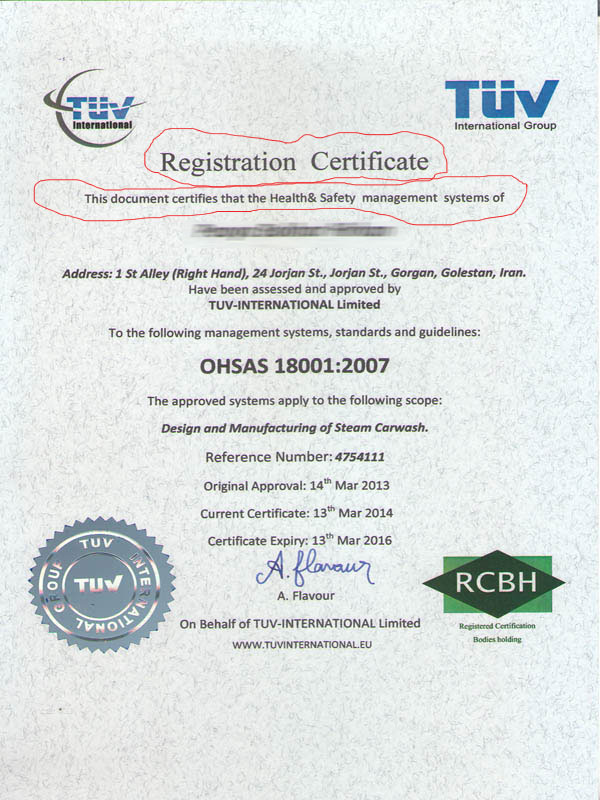 TÜV
International
TÜV
International Group
Registration Certificate
This document certifies that the Health& Safety management systems of
Address: 1 St Alley (Right Hand), 24 Jorjan St., Jorjan St., Gorgan, Golestan, Iran.
Have been assessed and approved by
TUV-INTERNATIONAL Limited
To the following management systems, standards and guidelines:
OHSAS 18001:2007
The approved systems apply to the following scope:
Design and Manufacturing of Steam Carwash.
Reference Number: 4754111
Original Approval: 14th Mar 2013
Current Certificate: 13th Mar 2014
Certificate Expiry: 13th Mar 2016
A. flavour
A. Flavour
On Behalf of TUV-INTERNATIONAL Limited
WWW.TUVINTERNATIONAL.EU
TUV INTERNATIONAL GROUP
TUV
RCBH
Registered Certification
Bodies holding